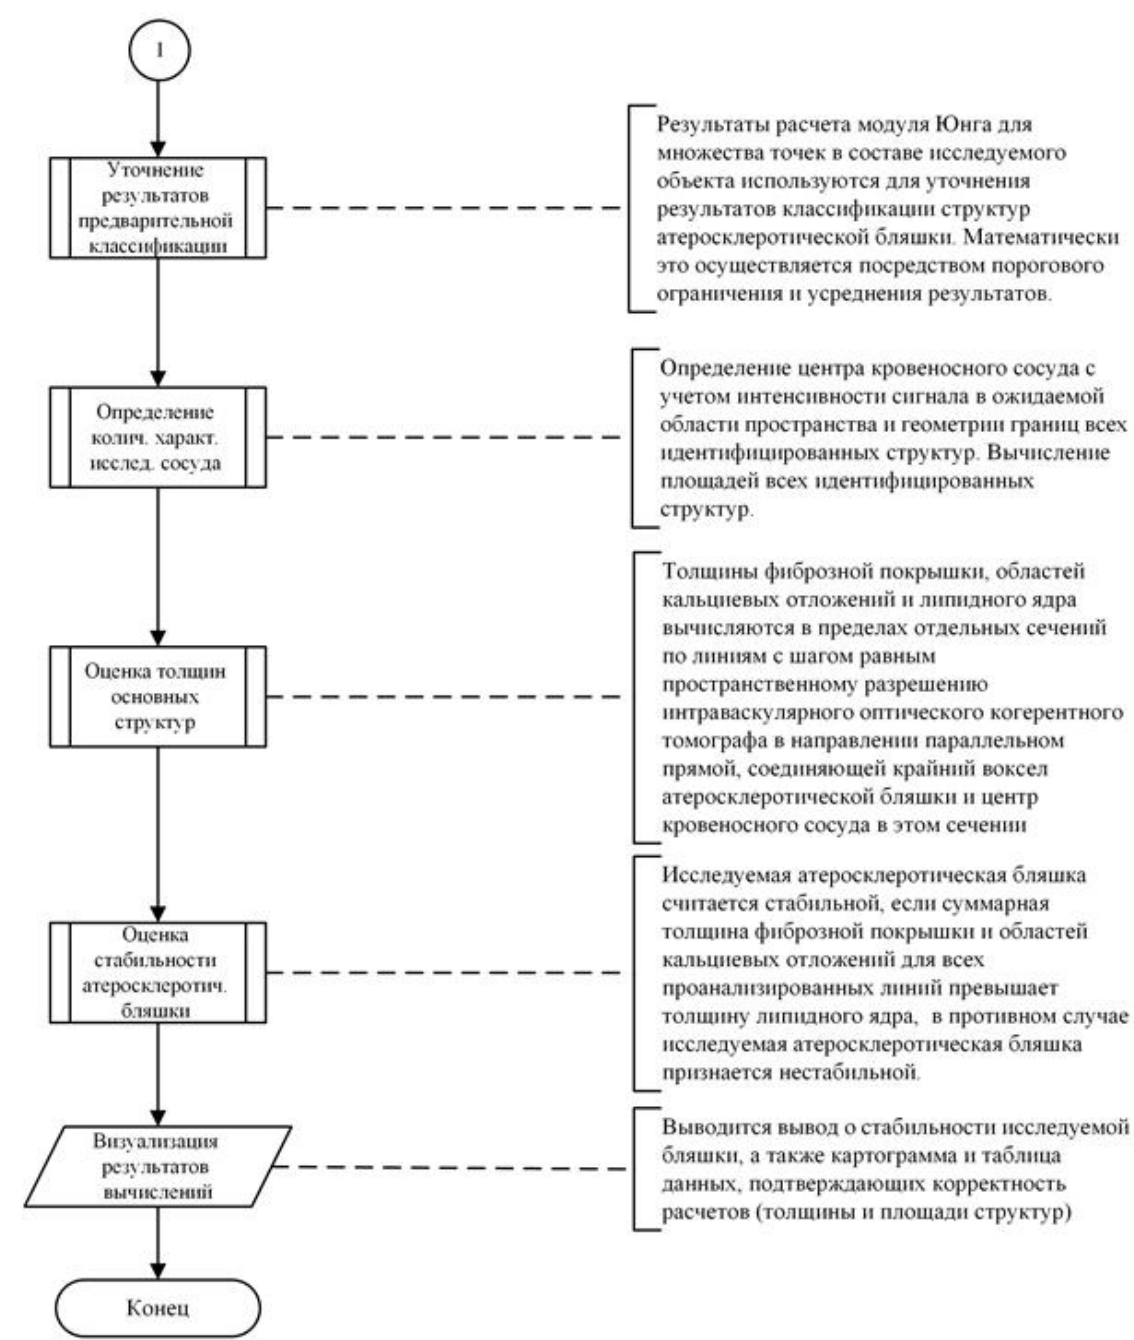 1
Уточнение
результатов
предварительной
классификации
Результаты расчета модуля Юнга для
множества точек в составе исследуемого
объекта используются для уточнения
результатов классификации структур
атеросклеротической бляшки. Математически
это осуществляется посредством порогового
ограничения и усреднения результатов.
Определение
колич. характ.
исслед. сосуда
Определение центра кровеносного сосуда с
учетом интенсивности сигнала в ожидаемой
области пространства и геометрии границ всех
идентифицированных структур. Вычисление
площадей всех идентифицированных
структур.
Оценка толщин
основных
структур
Толщины фиброзной покрышки, областей
кальциевых отложений и липидного ядра
вычисляются в пределах отдельных сечений
по линиям с шагом равным
пространственному разрешению
интраваскулярного оптического когерентного
томографа в направлении параллельном
прямой, соединяющей крайний воксел
атеросклеротической бляшки и центр
кровеносного сосуда в этом сечении
Оценка
стабильности
атеросклеротич.
бляшки
Исследуемая атеросклеротическая бляшка
считается стабильной, если суммарная
толщина фиброзной покрышки и областей
кальциевых отложений для всех
проанализированных линий превышает
толщину липидного ядра, в противном случае
исследуемая атеросклеротическая бляшка
признается нестабильной.
Визуализация
результатов
вычислений
Выводится вывод о стабильности исследуемой
бляшки, а также картограмма и таблица
данных, подтверждающих корректность
расчетов (толщины и площади структур)
Конец